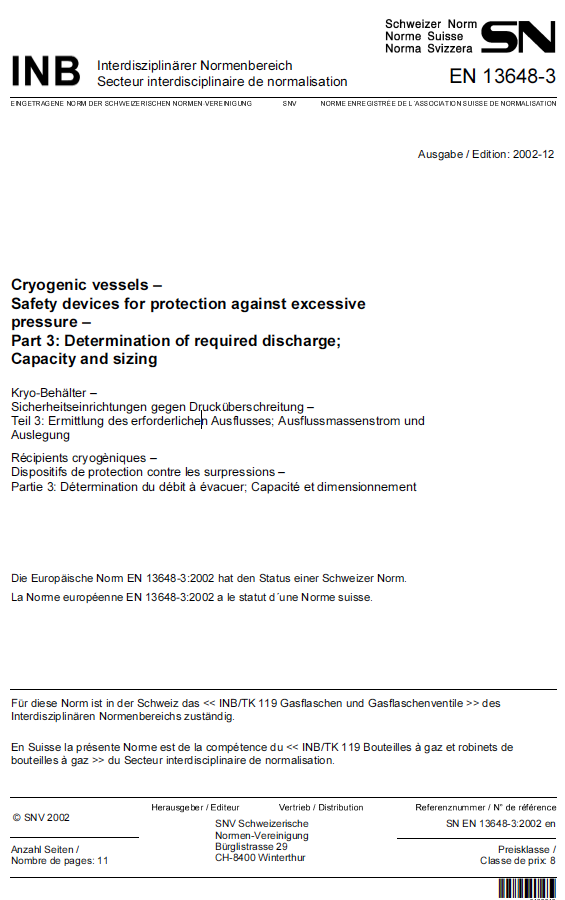 Schweizer Norm
Norme Suisse
Norma Svizzera
SN
INB
Interdisziplinärer Normenbereich
Secteur interdisciplinaire de normalisation
EN 13648-3
EINGETRAGENE NORM DER SCHWEIZERISCHEN NORMEN VEREINIGUNG SNV NORME ENREGISTRÉE DE L´ASSOCIATION SUISSE DE NORMALISATION
Ausgabe / Edition: 2002-12
Cryogenic vessels –
Safety devices for protection against excessive
pressure –
Part 3: Determination of required discharge;
Capacity and sizing
Kryo-Behälter –
Sicherheitseinrichtungen gegen Drucküberschreitung –
Teil 3: Ermittlung des erforderlichen Ausflusses; Ausflussmassenstrom und
Auslegung
Récipients cryogèniques –
Dispositifs de protection contre les surpressions –
Partie 3: Détermination du débit à évacuer; Capacité et dimensionnement
Die Europäische Norm EN 13648-3:2002 hat den Status einer Schweizer Norm.
La Norme européenne EN 13648-3:2002 a le statut d´une Norme suisse.
Für diese Norm ist in der Schweiz das << INB/TK 119 Gasflaschen und Gasflaschenventile >> des
Interdisziplinären Normenbereichs zuständig.
En Suisse la présente Norme est de la compétence du << INB/TK 119 Bouteilles à gaz et robinets de
bouteilles à gaz >> du Secteur interdisciplinaire de normalisation.
© SNV 2002
Anzahl Seiten /
Nombre de pages: 11
Herausgeber / Editeur Vertrieb / Distribution
SNV Schweizerische
Normen-Vereinigung
Bürglistrasse 29
CH-8400 Winterthur
Referenznummer / N° de référence
SN EN 13648-3:2002 en
Preisklasse /
Classe de prix: 8